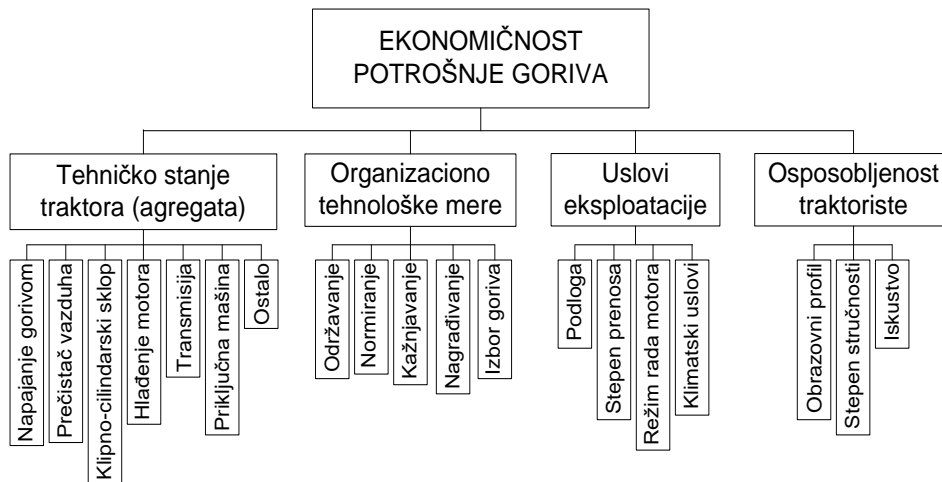 EKONOMIČNOST
POTROŠNJE GORIVA
Tehničko stanje
traktora (agregata)
Organizaciono
tehnološke mere
Uslovi
eksploatacije
Osposobljenost
traktoriste
Napajanje gorivom
Prečistač vazduha
Klipno-cilindarski sklop
Hlađenje motora
Transmisija
Priključna mašina
Ostalo
Održavanje
Normiranje
Kažnjavanje
Nagrađivanje
Izbor goriva
Podloga
Stepen prenosa
Režim rada motora
Klimatski uslovi
Obrazovni profil
Stepen stručnosti
Iskustvo